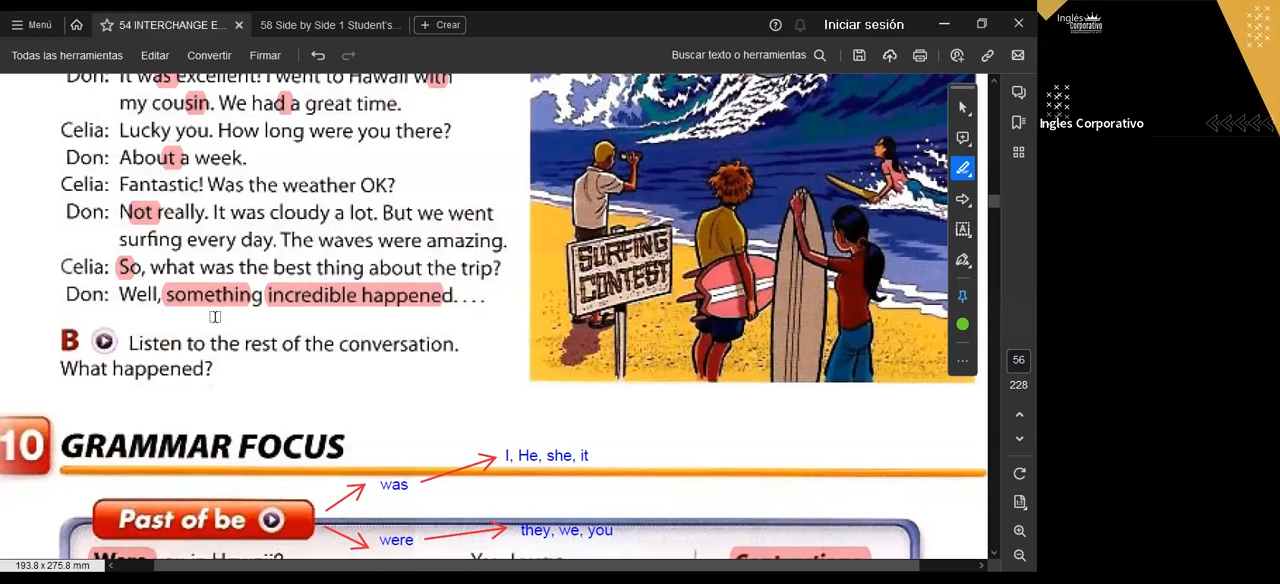 Menú
54 INTERCHANGE E...
58 Side by Side 1 Student's...
Crear
Iniciar sesión
Todas las herramientas
Editar
Convertir
Firmar
Buscar texto o herramientas
Don: It was excellent! I went to Hawaii with
my cousin. We had a great time.
Celia: Lucky you. How long were you there?
Don: About a week.
Celia: Fantastic! Was the weather OK?
Don: Not really. It was cloudy a lot. But we went
surfing every day. The waves were amazing.
Celia: So, what was the best thing about the trip?
Don: Well, something incredible happened. . . .
SURFING
CONTEST
B Listen to the rest of the conversation.
What happened?
10 GRAMMAR FOCUS
I, He, she, it
was
Past of be
they, we, you
were
193.8 x 275.8 mm
56
228
Inglés
Corporativo
Ingles Corporativo